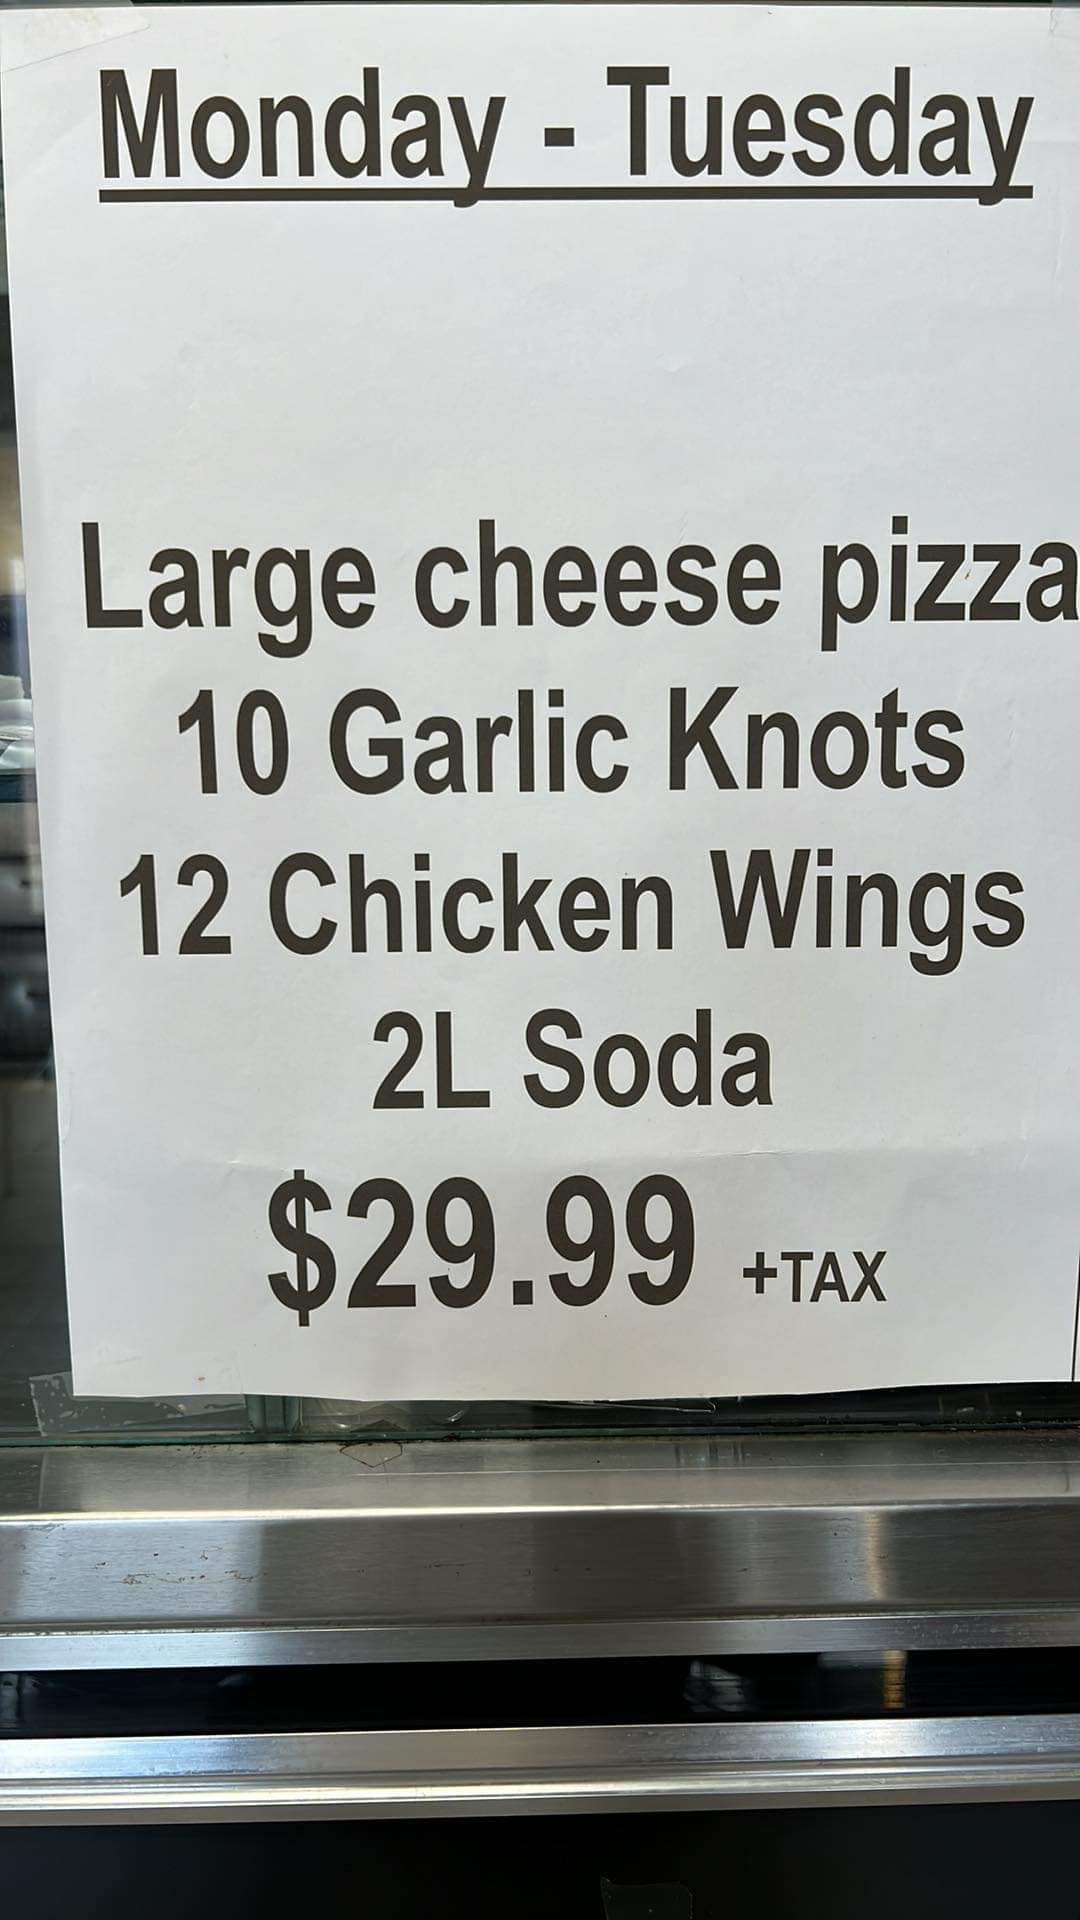 Monday - Tuesday
Large cheese pizza
10 Garlic Knots
12 Chicken Wings
2L Soda
$29.99 +TAX